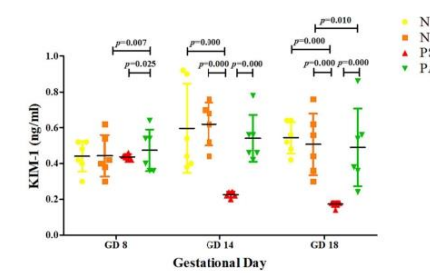 p=0.010
p=0.007 p=0.300 p=0.000
p=0.025 p=0.000 p=0.000 p=0.000 p=0.000
KIM-1 (ng/ml)
1.0
0.8
0.6
0.4
0.2
0.0
GD 8 GD 14 GD 18
Gestational Day
N
N
PS
PA